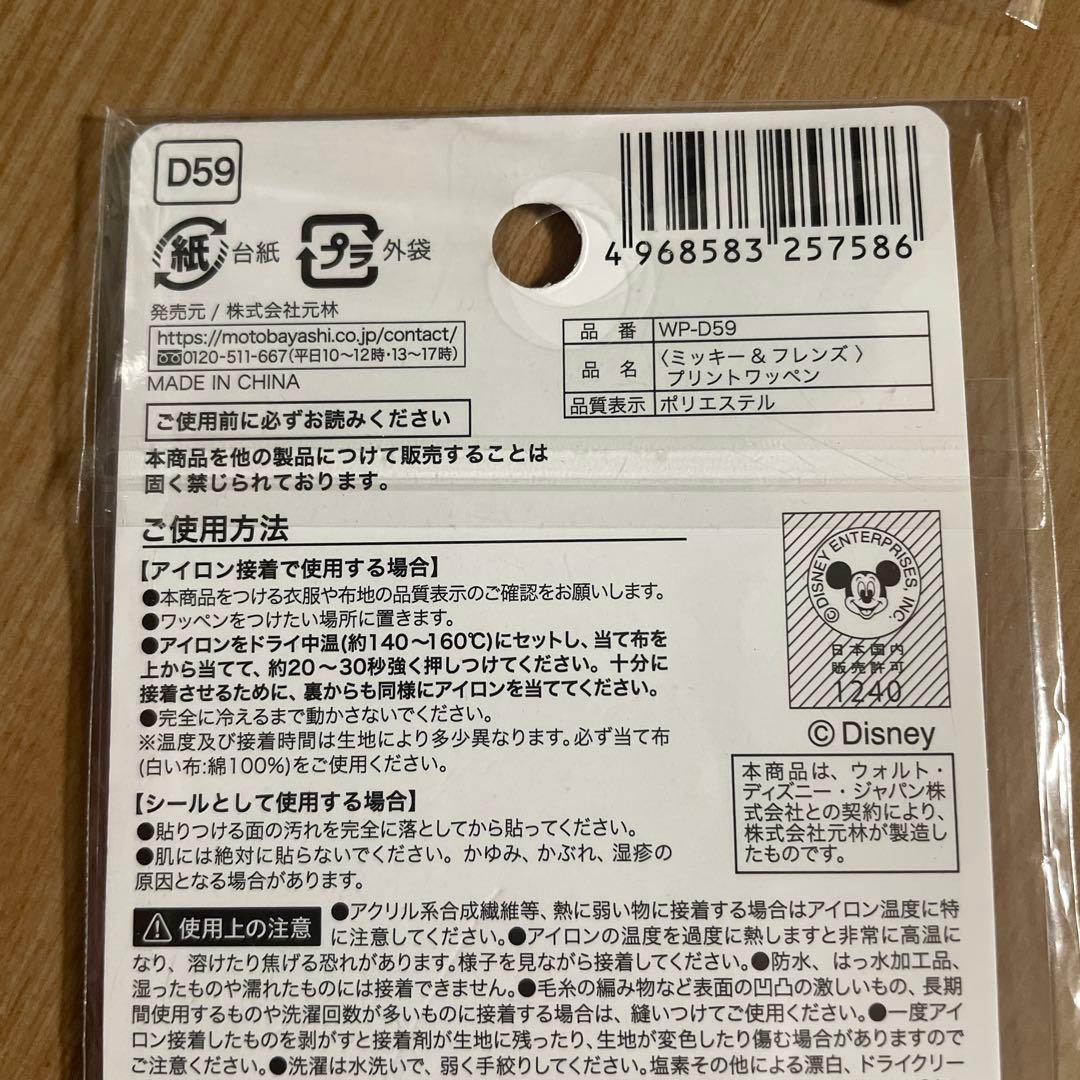 D59
紙 台紙 プラ 外袋
4 968583 257586
発売元 / 株式会社元林
https://motobayashi.co.jp/contact/
0120-511-667(平日10〜12時・13〜17時)
MADE IN CHINA
品 番 WP-D59
品 名 〈ミッキー & フレンズ 〉
プリントワッペン
品質表示 ポリエステル
ご使用前に必ずお読みください
本商品を他の製品につけて販売することは
固く禁じられております。
ご使用方法
【アイロン接着で使用する場合】
●本商品をつける衣服や布地の品質表示のご確認をお願いします。
●ワッペンをつけたい場所に置きます。
●アイロンをドライ中温(約140〜160℃)にセットし、当て布を
上から当てて、約20〜30秒強く押しつけてください。十分に
接着させるために、裏からも同様にアイロンを当ててください。
●完全に冷えるまで動かさないでください。
※温度及び接着時間は生地により多少異なります。必ず当て布
(白い布:綿100%)をご使用ください。
【シールとして使用する場合】
●貼りつける面の汚れを完全に落としてから貼ってください。
●肌には絶対に貼らないでください。かゆみ、かぶれ、湿疹の
原因となる場合があります。
©DISNEY ENTERPRISES, INC.
日本国内
販売許可
1240
© Disney
本商品は、ウォルト・
ディズニー・ジャパン株
式会社との契約により、
株式会社元林が製造し
たものです。
使用上の注意 ●アクリル系合成繊維等、熱に弱い物に接着する場合はアイロン温度に特
に注意してください。●アイロンの温度を過度に熱しますと非常に高温に
なり、溶けたり焦げる恐れがあります。様子を見ながら接着してください。●防水、はっ水加工品、
湿ったものや濡れたものには接着できません。●毛糸の編み物など表面の凹凸の激しいもの、長期
間使用するものや洗濯回数が多いものに接着する場合は、縫いつけてご使用ください。●一度アイ
ロン接着したものを剥がすと接着剤が生地に残ったり、生地が変色したり傷む場合がありますので
ご注意ください。●洗濯は水洗いで、弱く手絞りしてください。塩素その他による漂白、ドライクリー